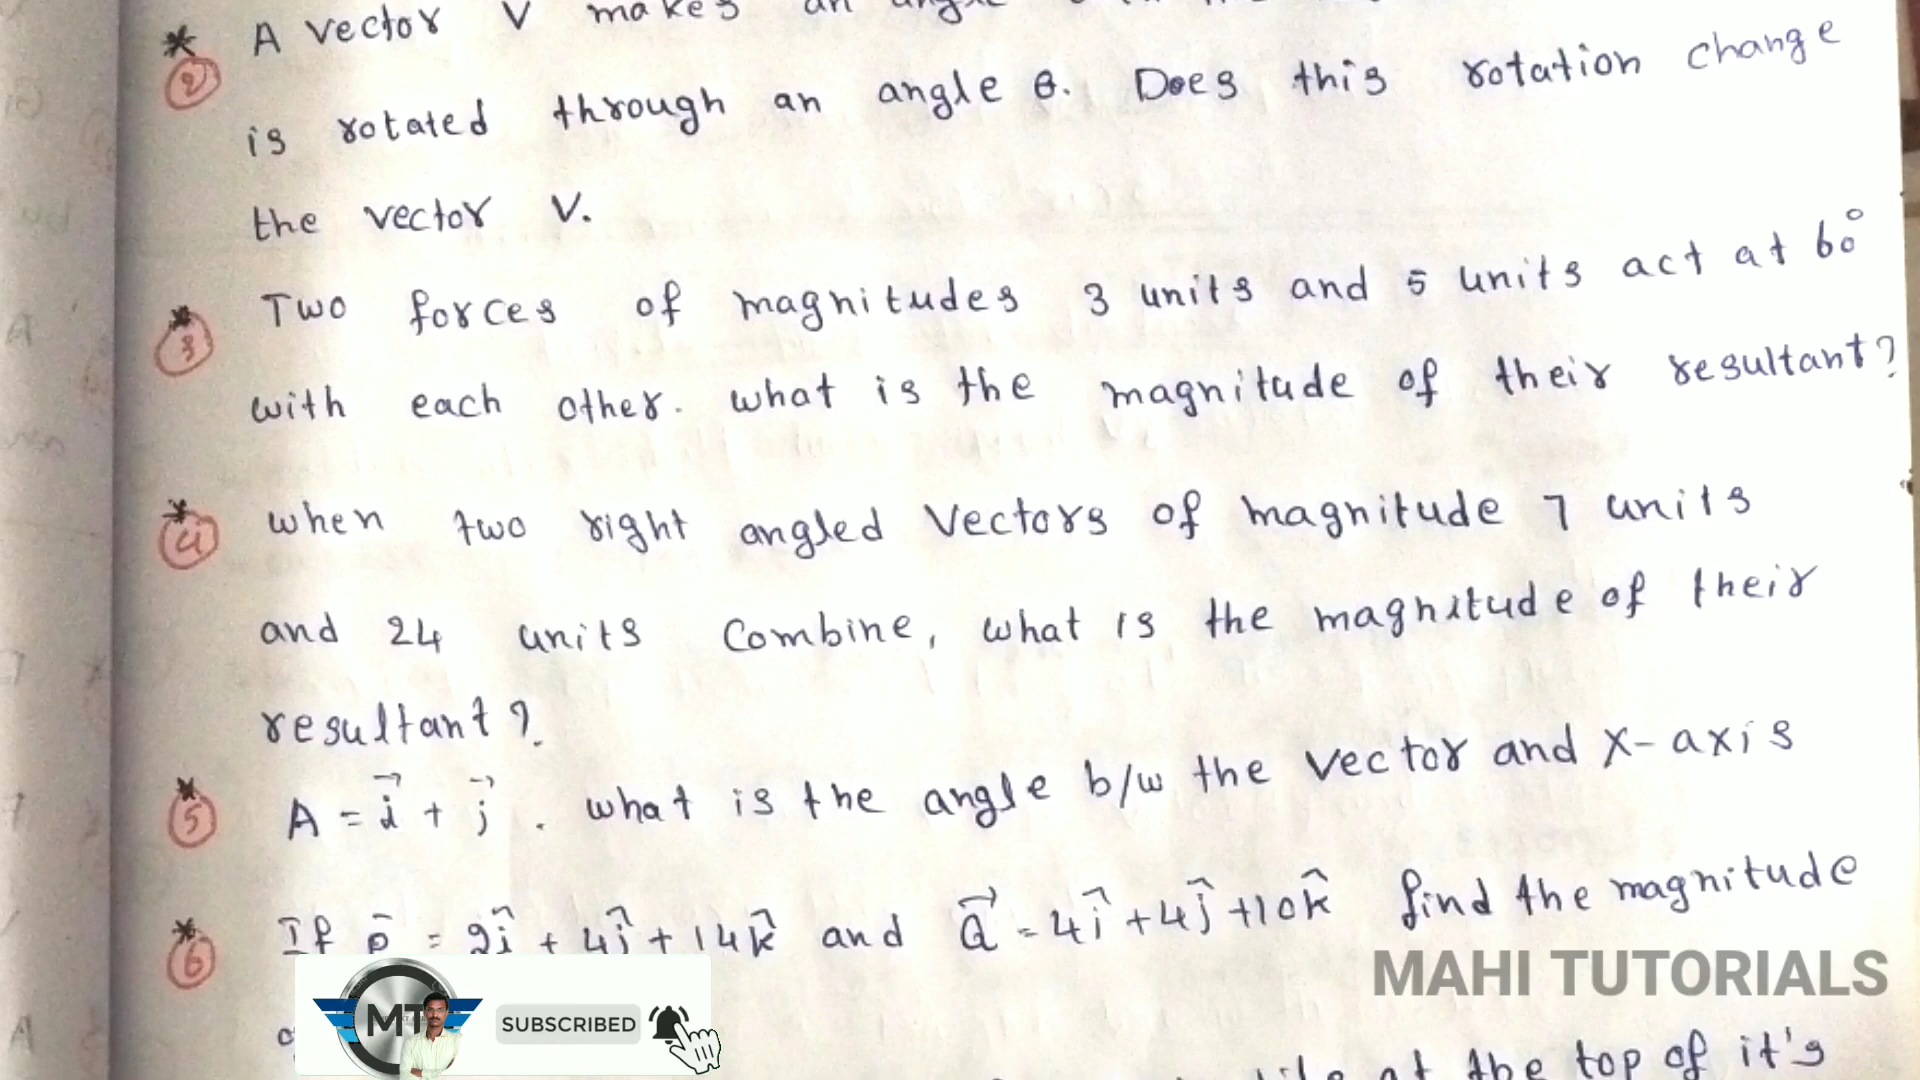 * ② A vector V makes an angle
is rotated through an angle θ. Does this rotation change
the vector V.
* ③ Two forces of magnitudes 3 units and 5 units act at 60°
with each other. what is the magnitude of their resultant?
* ④ when two right angled vectors of magnitude 7 units
and 24 units combine, what is the magnitude of their
resultant?
* ⑤ A = i⃗ + j⃗ . what is the angle b/w the vector and x-axis
* ⑥ If P̄ = 2î + 4ĵ + 14k̂ and Q⃗ = 4î + 4ĵ + 10k̂ find the magnitude
MAHI TUTORIALS
MT
SUBSCRIBED
at the top of it's